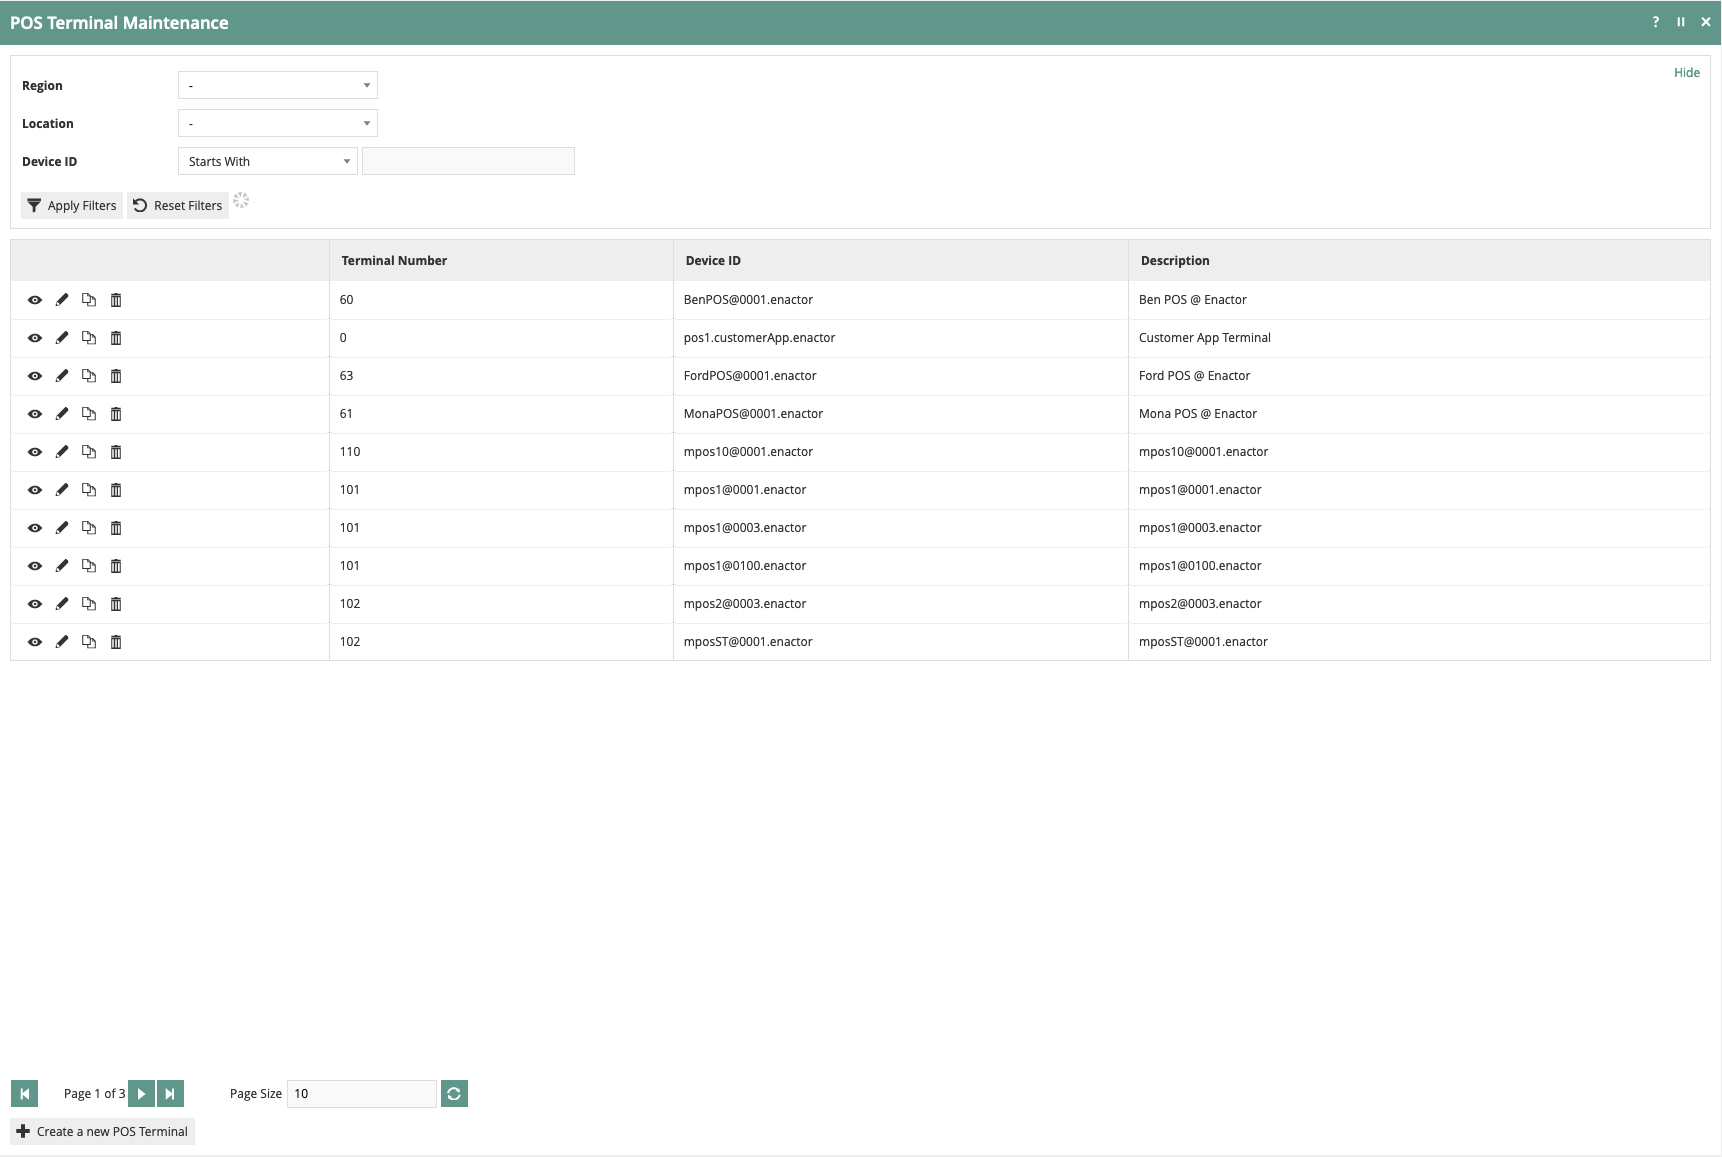 POS Terminal Maintenance ?
Hide
Region -
Location -
Device ID Starts With
Apply Filters Reset Filters
Terminal Number Device ID Description
60 BenPOS@0001.enactor Ben POS @ Enactor
0 pos1.customerApp.enactor Customer App Terminal
63 FordPOS@0001.enactor Ford POS @ Enactor
61 MonaPOS@0001.enactor Mona POS @ Enactor
110 mpos10@0001.enactor mpos10@0001.enactor
101 mpos1@0001.enactor mpos1@0001.enactor
101 mpos1@0003.enactor mpos1@0003.enactor
101 mpos1@0100.enactor mpos1@0100.enactor
102 mpos2@0003.enactor mpos2@0003.enactor
102 mposST@0001.enactor mposST@0001.enactor
Page 1 of 3 Page Size 10
Create a new POS Terminal